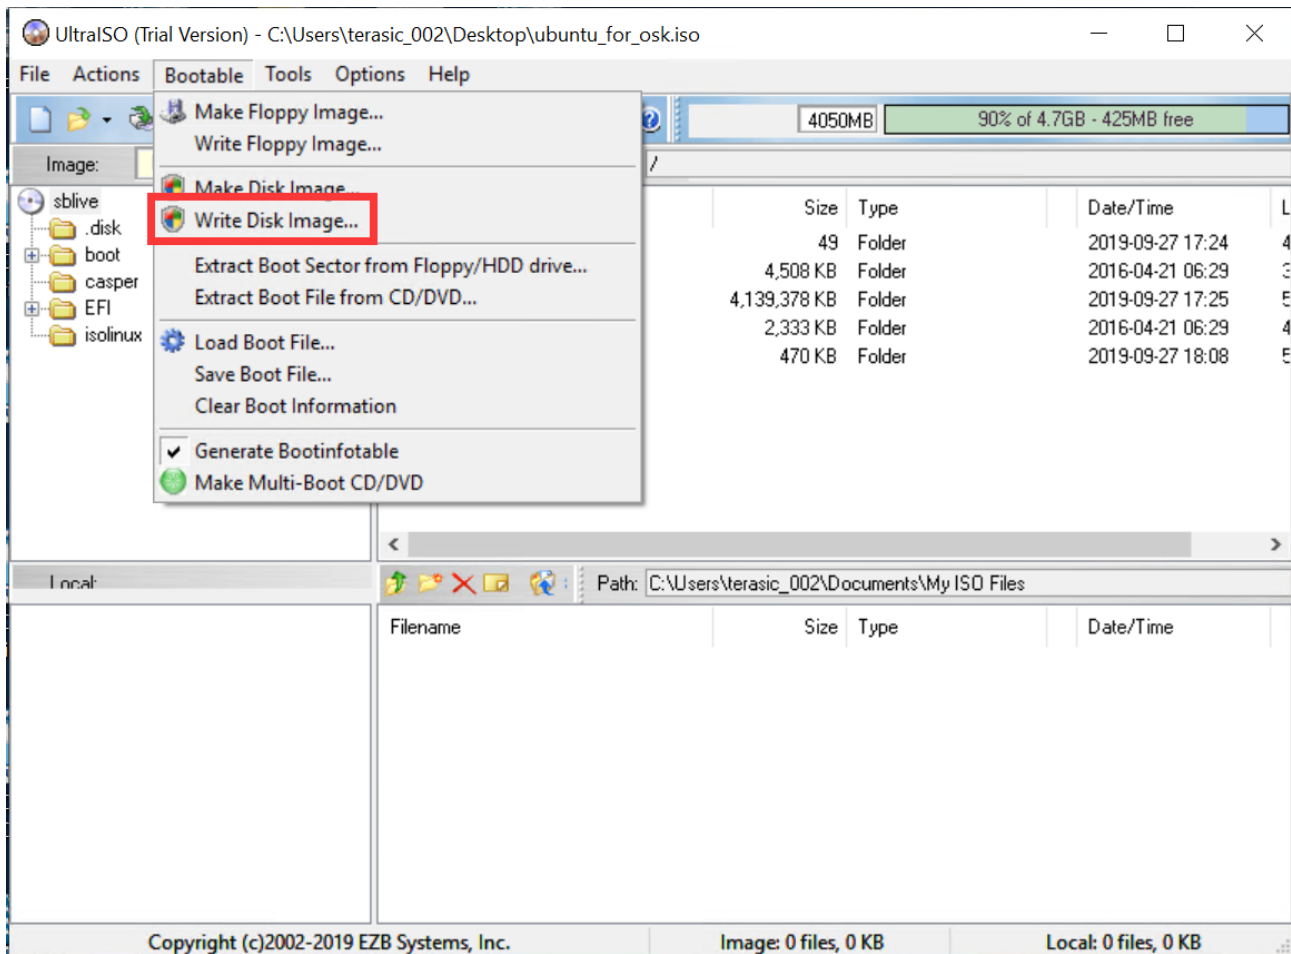 UltraISO (Trial Version) - C:\Users\terasic_002\Desktop\ubuntu_for_osk.iso
File Actions Bootable Tools Options Help
4050MB 90% of 4.7GB - 425MB free
Image: /
Make Floppy Image...
Write Floppy Image...
Make Disk Image...
Write Disk Image...
Extract Boot Sector from Floppy/HDD drive...
Extract Boot File from CD/DVD...
Load Boot File...
Save Boot File...
Clear Boot Information
Generate Bootinfotable
Make Multi-Boot CD/DVD
sblive
.disk
boot
casper
EFI
isolinux
Size Type Date/Time L
49 Folder 2019-09-27 17:24 4
4,508 KB Folder 2016-04-21 06:29
4,139,378 KB Folder 2019-09-27 17:25
2,333 KB Folder 2016-04-21 06:29 4
470 KB Folder 2019-09-27 18:08
Local:
Path: C:\Users\terasic_002\Documents\My ISO Files
Filename Size Type Date/Time
Copyright (c)2002-2019 EZB Systems, Inc. Image: 0 files, 0 KB Local: 0 files, 0 KB